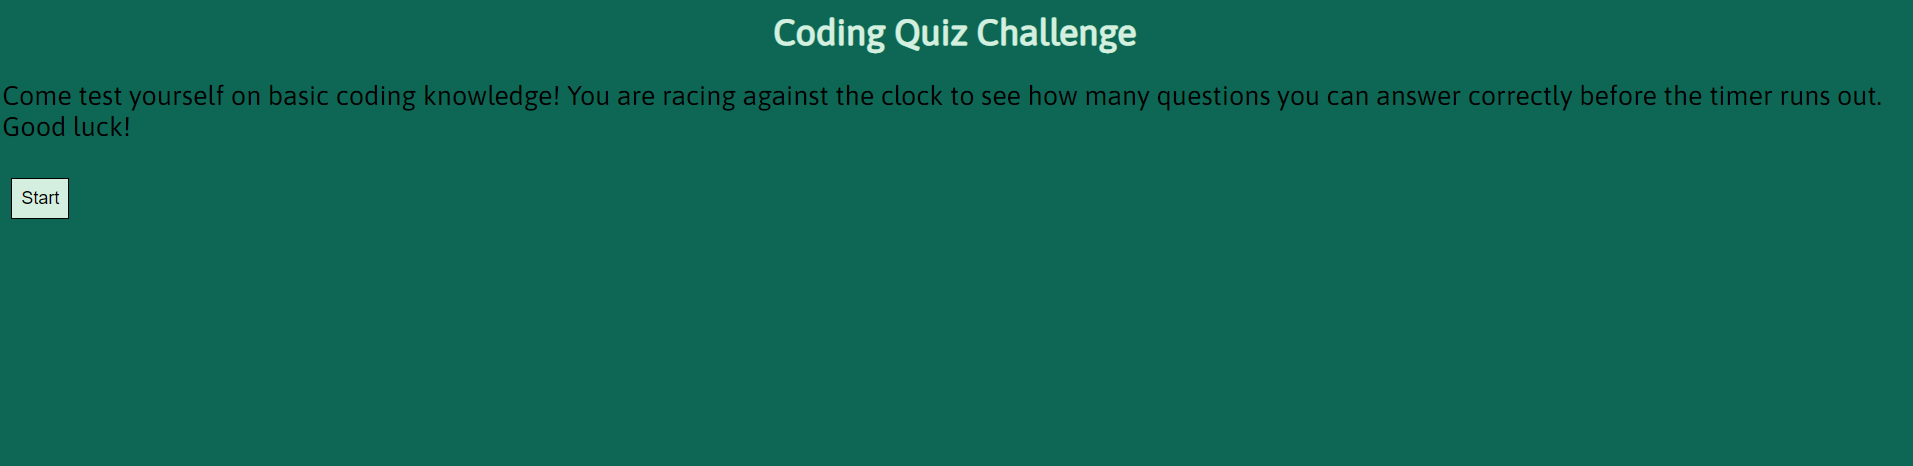 Coding Quiz Challenge
Come test yourself on basic coding knowledge! You are racing against the clock to see how many questions you can answer correctly before the timer runs out.
Good luck!
Start